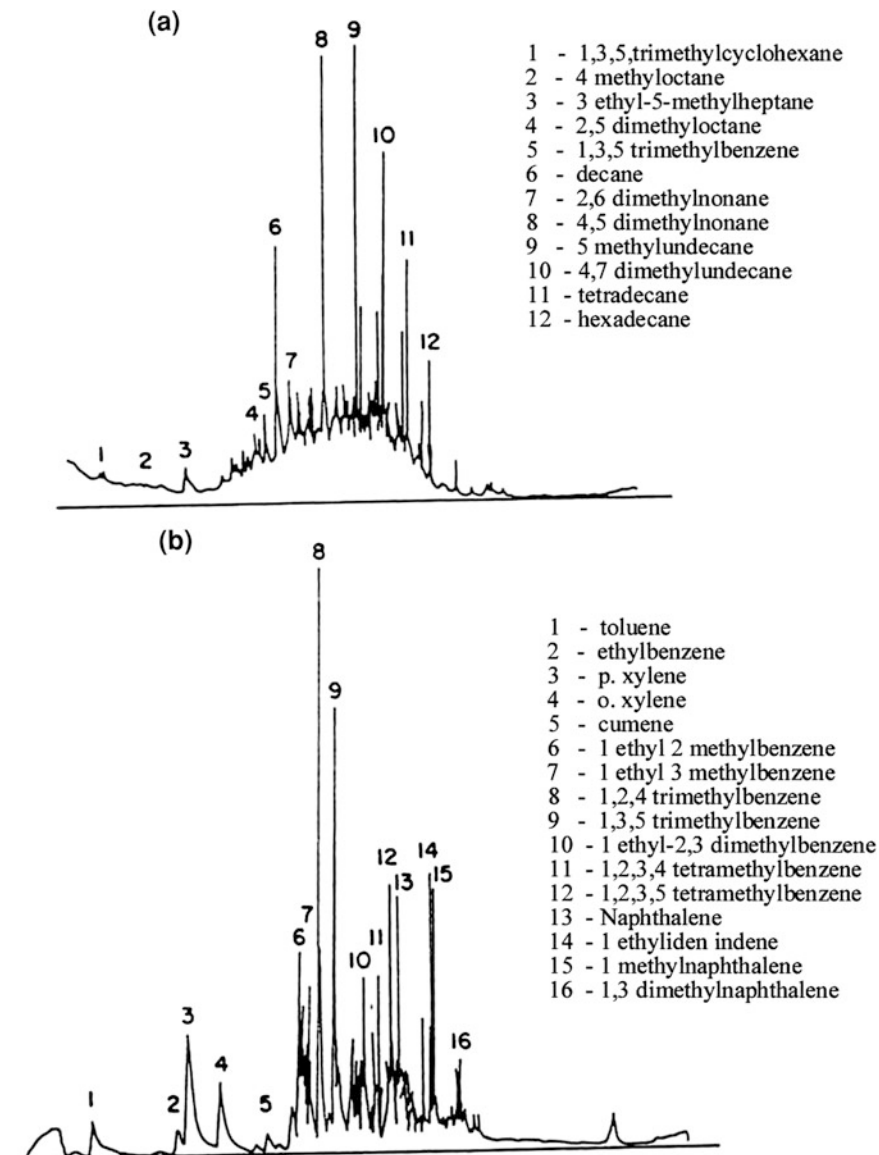 (a)
8
9
10
6
11
7
12
5
4
3
1
2
1 - 1,3,5,trimethylcyclohexane
2 - 4 methyloctane
3 - 3 ethyl-5-methylheptane
4 - 2,5 dimethyloctane
5 - 1,3,5 trimethylbenzene
6 - decane
7 - 2,6 dimethylnonane
8 - 4,5 dimethylnonane
9 - 5 methylundecane
10 - 4,7 dimethylundecane
11 - tetradecane
12 - hexadecane
(b)
8
9
12
14
13
15
7
6
11
10
3
4
16
1
2
5
1 - toluene
2 - ethylbenzene
3 - p. xylene
4 - o. xylene
5 - cumene
6 - 1 ethyl 2 methylbenzene
7 - 1 ethyl 3 methylbenzene
8 - 1,2,4 trimethylbenzene
9 - 1,3,5 trimethylbenzene
10 - 1 ethyl-2,3 dimethylbenzene
11 - 1,2,3,4 tetramethylbenzene
12 - 1,2,3,5 tetramethylbenzene
13 - Naphthalene
14 - 1 ethyliden indene
15 - 1 methylnaphthalene
16 - 1,3 dimethylnaphthalene